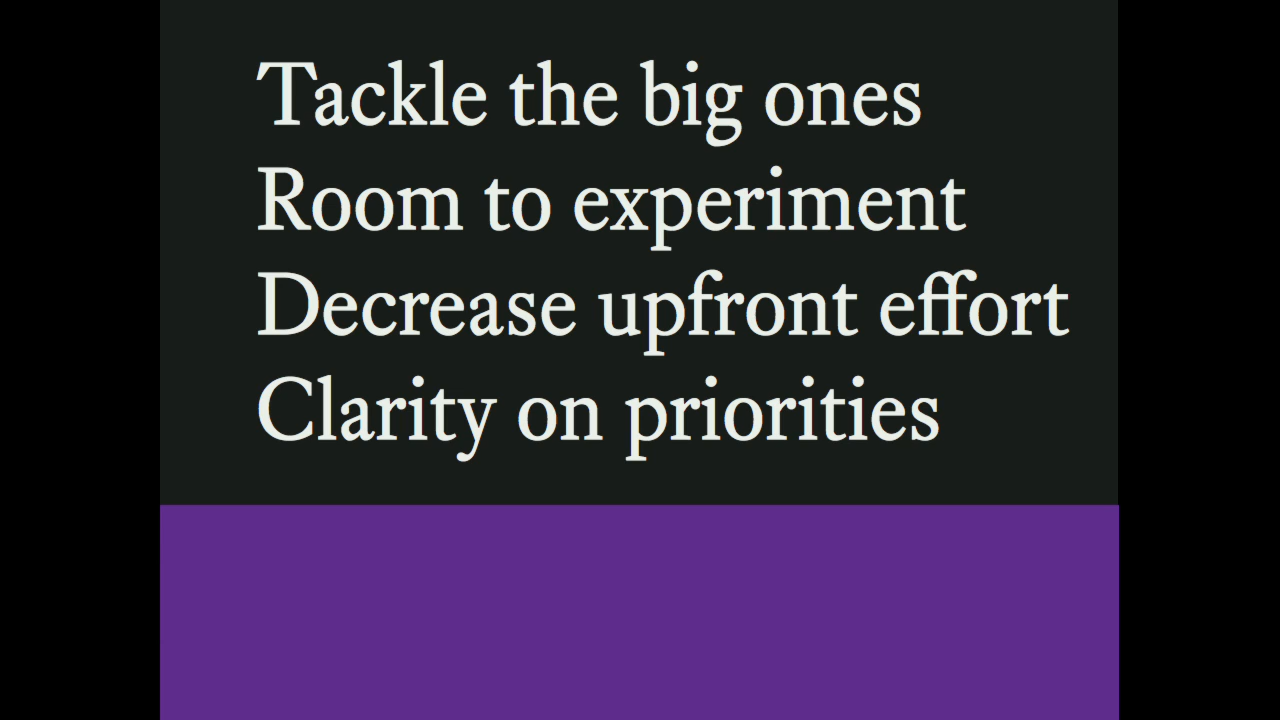 Tackle the big ones
Room to experiment
Decrease upfront effort
Clarity on priorities